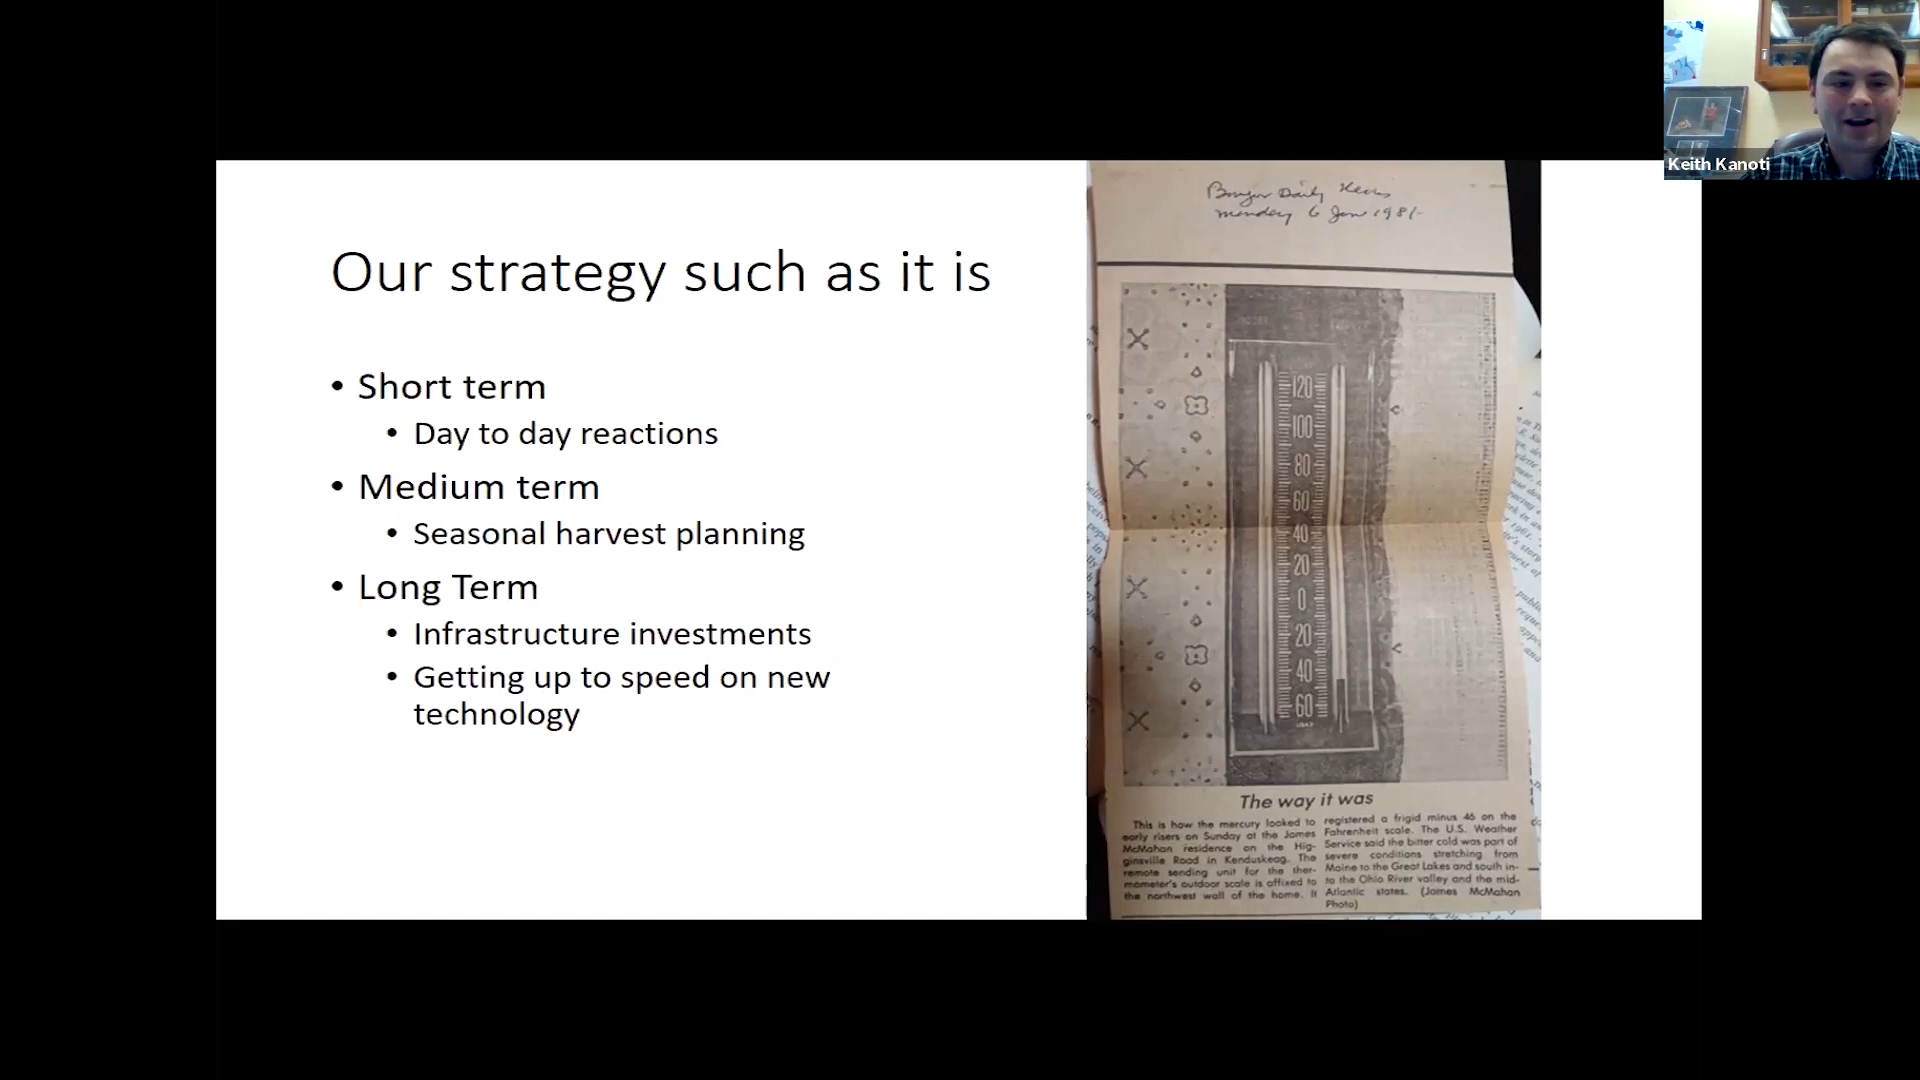 Keith Kanoti
Our strategy such as it is
• Short term
• Day to day reactions
• Medium term
• Seasonal harvest planning
• Long Term
• Infrastructure investments
• Getting up to speed on new
technology
Bangor Daily News
Monday 6 Jan 1981
120
100
80
60
40
20
0
20
40
60
The way it was
This is how the mercury looked to
early risers on Sunday at the James
McMahan residence on the Hig-
ginsville Road in Kenduskeag. The
remote sending unit for the ther-
mometer's outdoor scale is affixed to
the northwest wall of the home. It
registered a frigid minus 46 on the
Fahrenheit scale. The U.S. Weather
Service said the bitter cold was part of
severe conditions stretching from
Maine to the Great Lakes and south in-
to the Ohio River valley and the mid-
Atlantic states. (James McMahan
Photo)